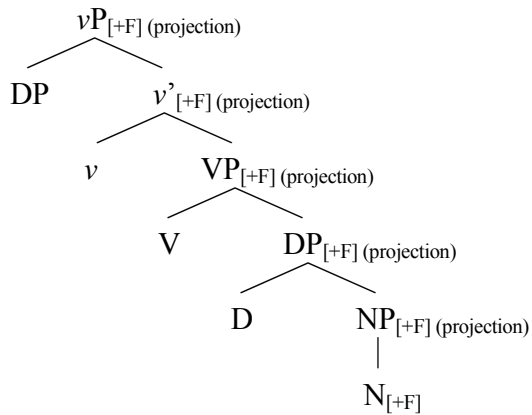 vP[+F] (projection)
DP v’[+F] (projection)
v VP[+F] (projection)
V DP[+F] (projection)
D NP[+F] (projection)
N[+F]